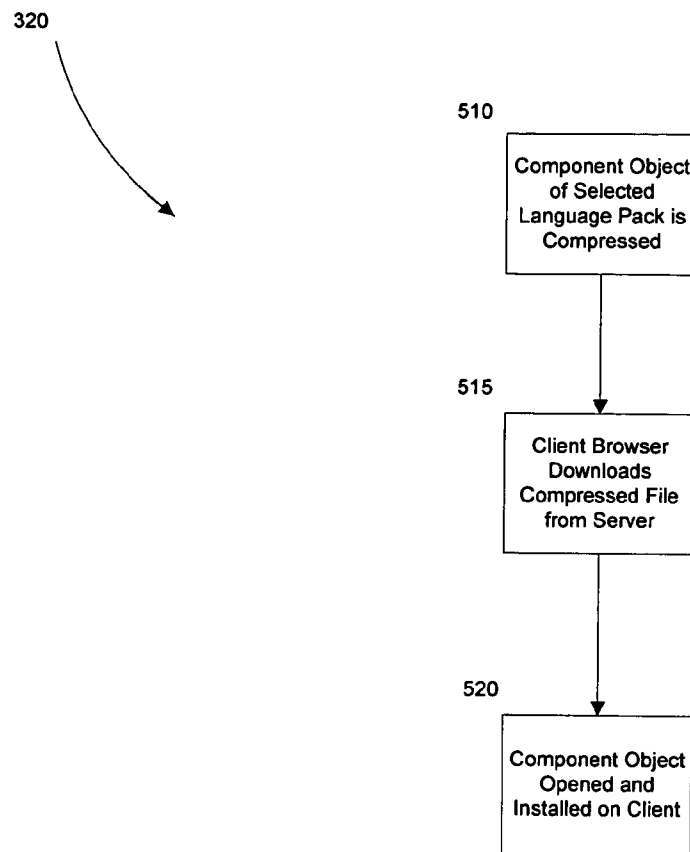 320
510
Component Object
of Selected
Language Pack is
Compressed
515
Client Browser
Downloads
Compressed File
from Server
520
Component Object
Opened and
Installed on Client